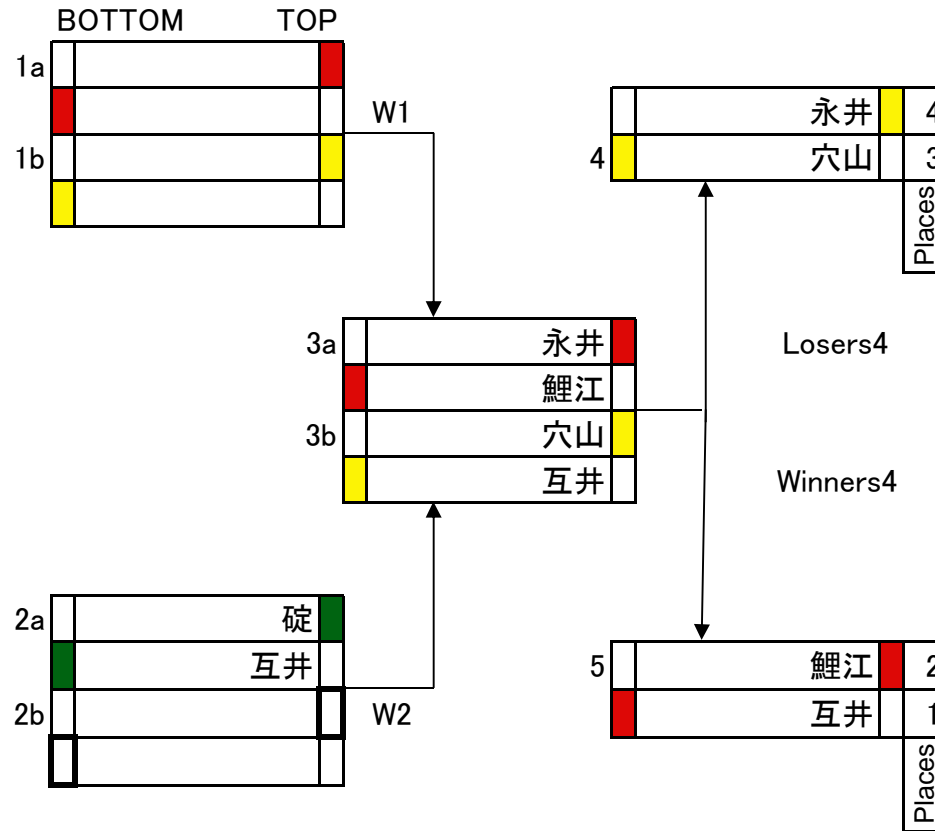 BOTTOM TOP
1a
W1
1b
永井 4
4 穴山 3
Places
3a 永井
鯉江
3b 穴山
互井
Losers4
Winners4
2a 碇
互井
2b W2
5 鯉江 2
互井 1
Places